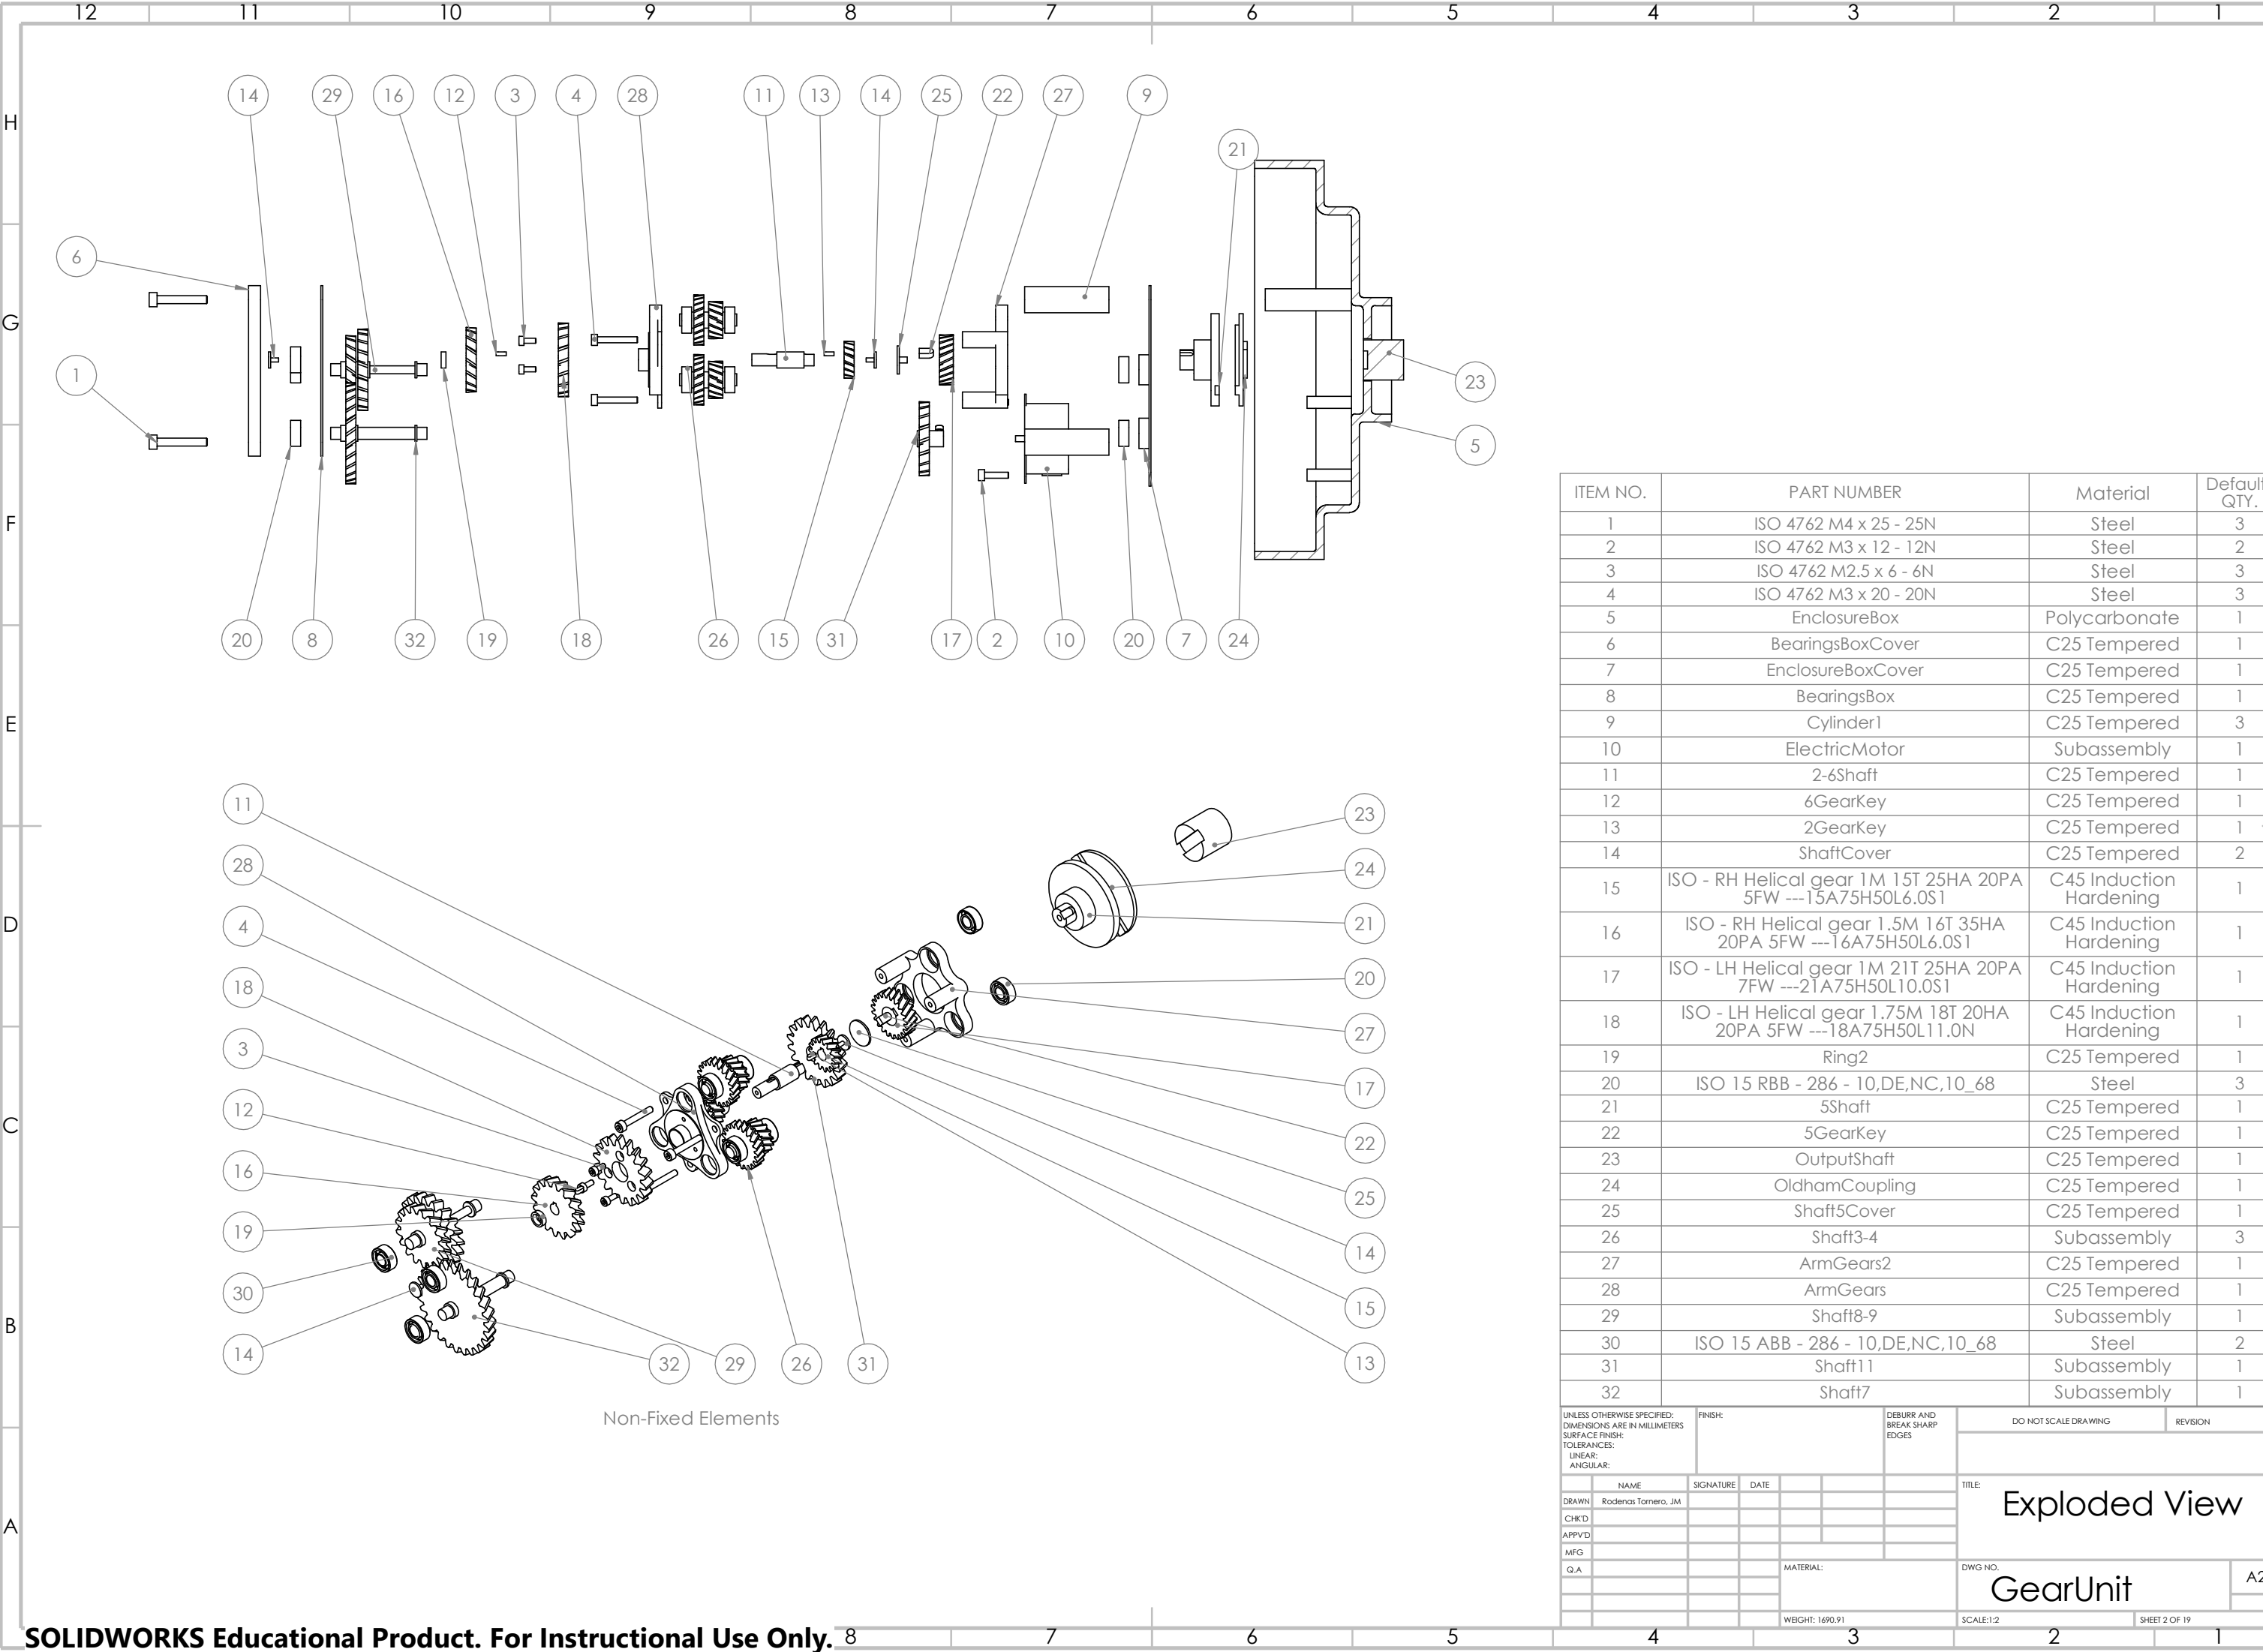 12 11 10 9 8 7 6 5 4 3 2 1
H
G
F
E
D
C
B
A
14 29 16 12 3 4 28 11 13 14 25 22 27 9
21
6
1
23
5
20 8 32 19 18 26 15 31 17 2 10 20 7 24
11
28
4
18
3
12
16
19
30
14
23
24
21
20
27
17
22
25
14
15
13
32 29 26 31
Non-Fixed Elements
ITEM NO. PART NUMBER Material Default
QTY.
1 ISO 4762 M4 x 25 - 25N Steel 3
2 ISO 4762 M3 x 12 - 12N Steel 2
3 ISO 4762 M2.5 x 6 - 6N Steel 3
4 ISO 4762 M3 x 20 - 20N Steel 3
5 EnclosureBox Polycarbonate 1
6 BearingsBoxCover C25 Tempered 1
7 EnclosureBoxCover C25 Tempered 1
8 BearingsBox C25 Tempered 1
9 Cylinder1 C25 Tempered 3
10 ElectricMotor Subassembly 1
11 2-6Shaft C25 Tempered 1
12 6GearKey C25 Tempered 1
13 2GearKey C25 Tempered 1
14 ShaftCover C25 Tempered 2
15 ISO - RH Helical gear 1M 15T 25HA 20PA
5FW ---15A75H50L6.0S1 C45 Induction
Hardening 1
16 ISO - RH Helical gear 1.5M 16T 35HA
20PA 5FW ---16A75H50L6.0S1 C45 Induction
Hardening 1
17 ISO - LH Helical gear 1M 21T 25HA 20PA
7FW ---21A75H50L10.0S1 C45 Induction
Hardening 1
18 ISO - LH Helical gear 1.75M 18T 20HA
20PA 5FW ---18A75H50L11.0N C45 Induction
Hardening 1
19 Ring2 C25 Tempered 1
20 ISO 15 RBB - 286 - 10,DE,NC,10_68 Steel 3
21 5Shaft C25 Tempered 1
22 5GearKey C25 Tempered 1
23 OutputShaft C25 Tempered 1
24 OldhamCoupling C25 Tempered 1
25 Shaft5Cover C25 Tempered 1
26 Shaft3-4 Subassembly 3
27 ArmGears2 C25 Tempered 1
28 ArmGears C25 Tempered 1
29 Shaft8-9 Subassembly 1
30 ISO 15 ABB - 286 - 10,DE,NC,10_68 Steel 2
31 Shaft11 Subassembly 1
32 Shaft7 Subassembly 1
UNLESS OTHERWISE SPECIFIED:
DIMENSIONS ARE IN MILLIMETERS
SURFACE FINISH:
TOLERANCES:
LINEAR:
ANGULAR:
FINISH:
DEBURR AND
BREAK SHARP
EDGES
DO NOT SCALE DRAWING
REVISION
NAME SIGNATURE DATE
DRAWN Rodenas Tornero, JM
CHK'D
APPV'D
MFG
Q.A
MATERIAL:
WEIGHT: 1690.91
TITLE:
Exploded View
DWG NO.
GearUnit
A2
SCALE:1:2
SHEET 2 OF 19
SOLIDWORKS Educational Product. For Instructional Use Only.
8 7 6 5 4 3 2 1